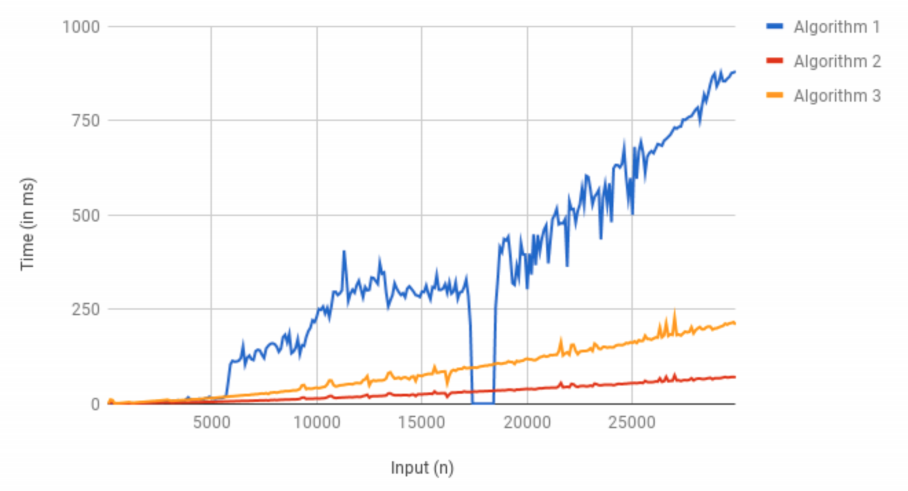 1000
750
500
250
0
Time (in ms)
5000
10000
15000
20000
25000
Input (n)
Algorithm 1
Algorithm 2
Algorithm 3